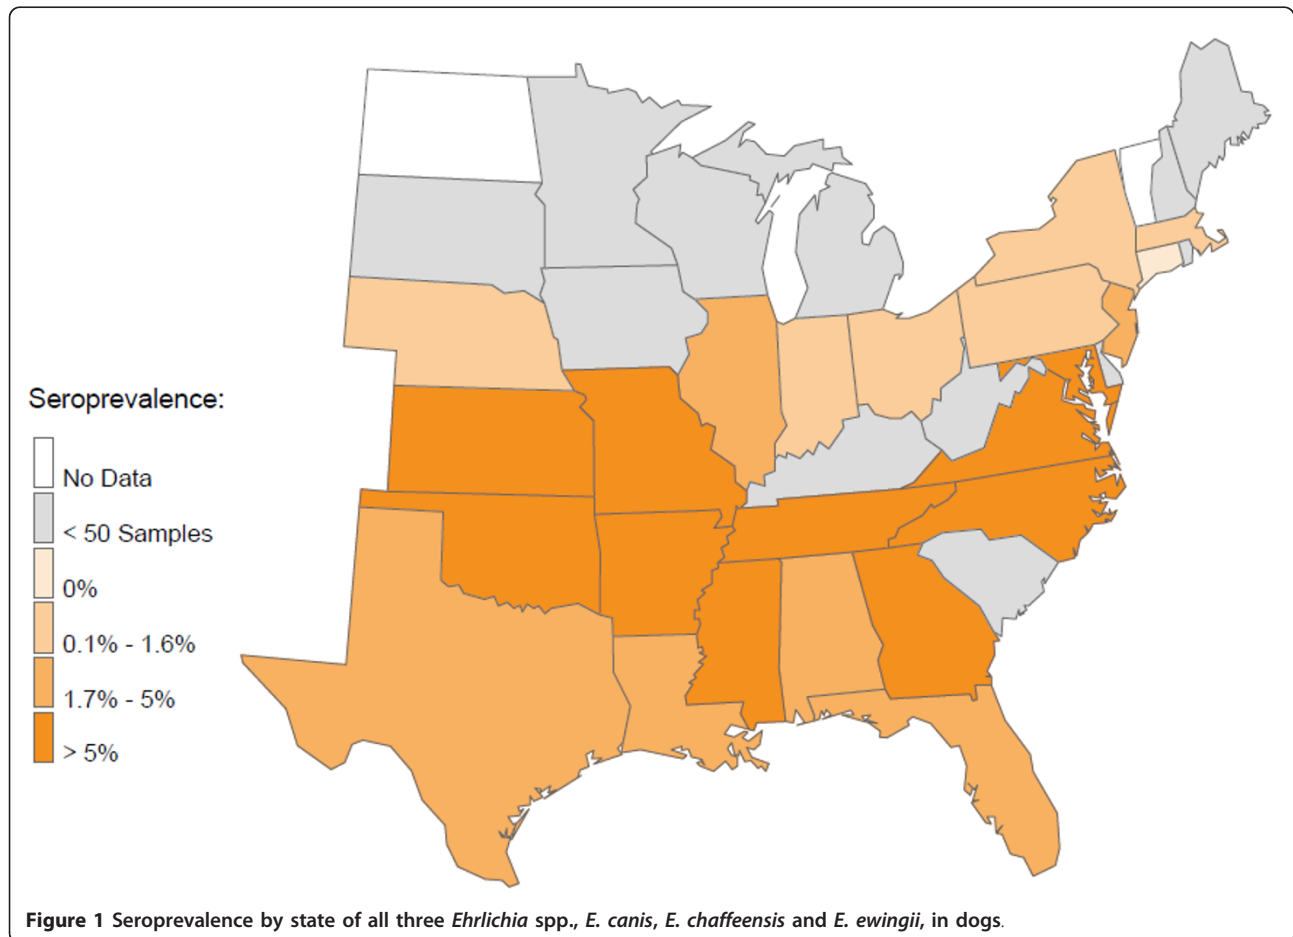 Seroprevalence:
No Data
< 50 Samples
0%
0.1% - 1.6%
1.7% - 5%
> 5%
Figure 1 Seroprevalence by state of all three Ehrlichia spp., E. canis, E. chaffeensis and E. ewingii, in dogs.